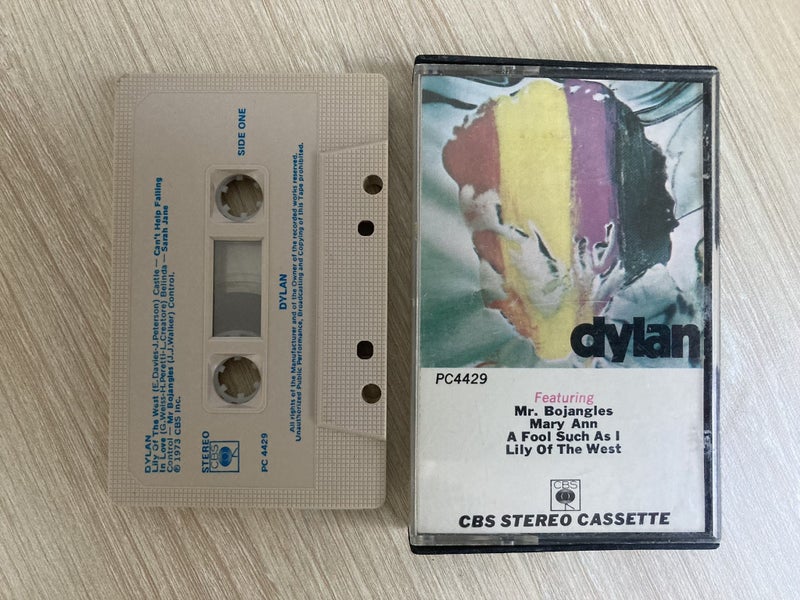 DYLAN
Lily Of The West (E.Davies-J.Peterson) Castle — Can't Help Falling
In Love (G.Weiss-H.Peretti-L.Creatore) Belinda — Sarah Jane
Control — Mr Bojangles (J.J.Walker) Control.
℗ 1973 CBS Inc.
STEREO
CBS
SIDE ONE
PC 4429
DYLAN
All rights of the Manufacturer and of the Owner of the recorded works reserved.
Unauthorized Public Performance, Broadcasting and Copying of this Tape prohibited.
dylan
PC4429
Featuring
Mr. Bojangles
Mary Ann
A Fool Such As I
Lily Of The West
CBS
CBS STEREO CASSETTE